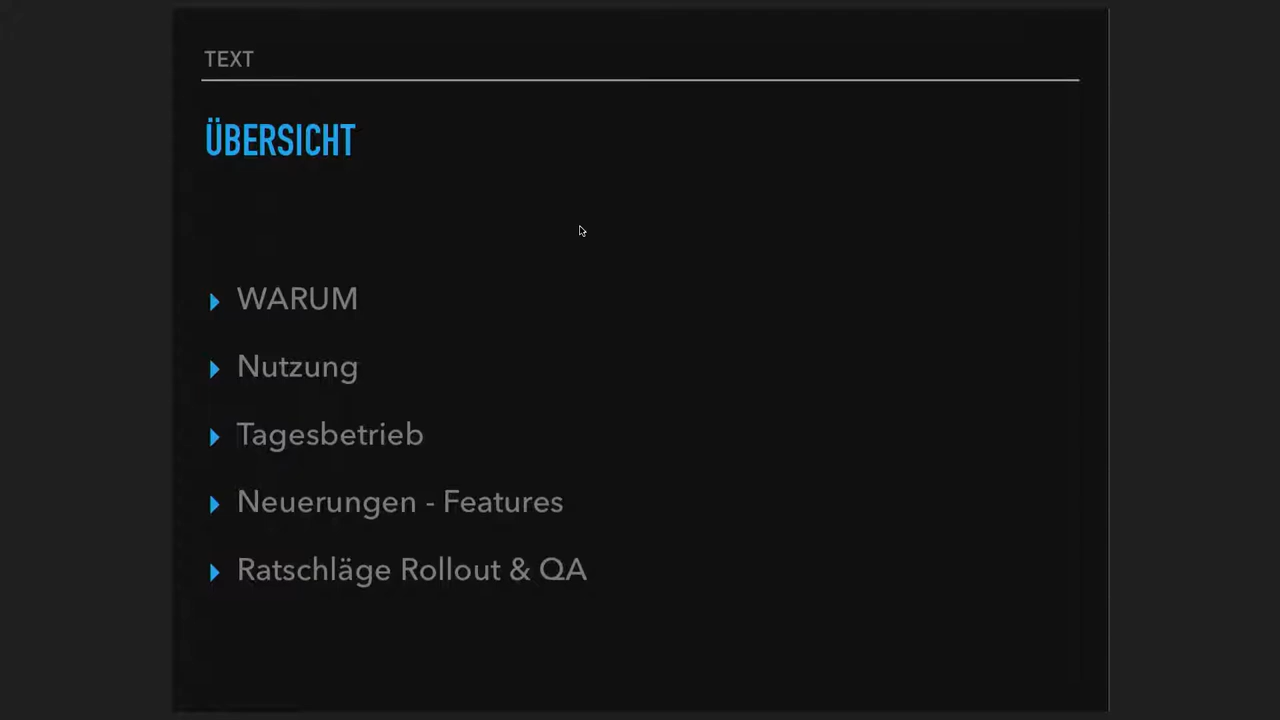 TEXT
ÜBERSICHT
WARUM
Nutzung
Tagesbetrieb
Neuerungen - Features
Ratschläge Rollout & QA